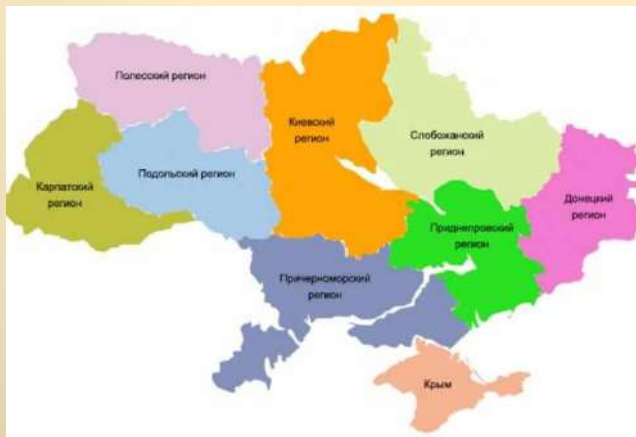 Полесский регион
Киевский
регион
Слобожанский
регион
Карпатский
регион
Подольский регион
Донецкий
регион
Приднепровский
регион
Причерноморский
регион
Крым